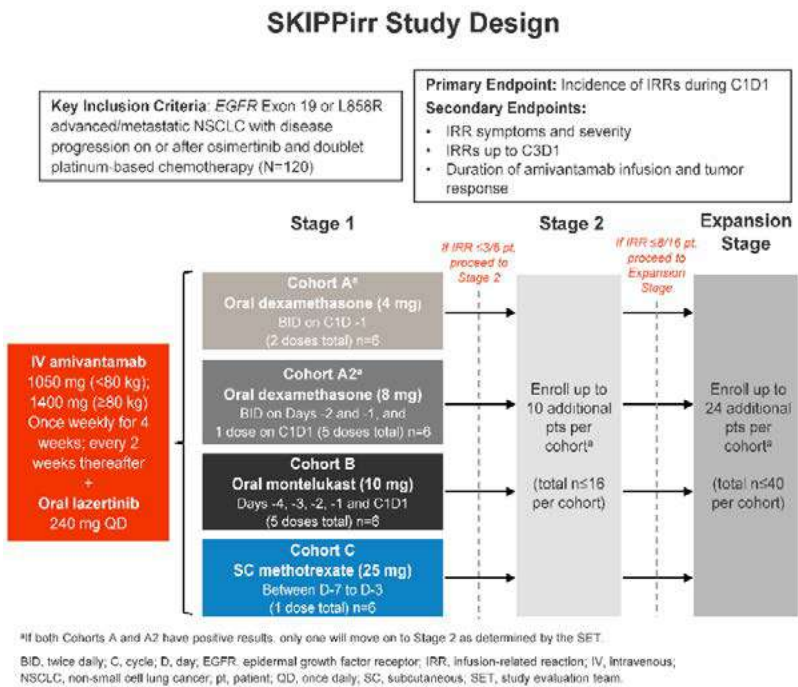 SKIPPirr Study Design
Key Inclusion Criteria: EGFR Exon 19 or L858R
advanced/metastatic NSCLC with disease
progression on or after osimertinib and doublet
platinum-based chemotherapy (N=120)
Primary Endpoint: Incidence of IRRs during C1D1
Secondary Endpoints:
• IRR symptoms and severity
• IRRs up to C3D1
• Duration of amivantamab infusion and tumor
response
Stage 1
If IRR ≤3/6 pt,
proceed to
Stage 2
Stage 2
If IRR ≤8/16 pt,
proceed to
Expansion
Stage
Expansion
Stage
IV amivantamab
1050 mg (<80 kg);
1400 mg (≥80 kg)
Once weekly for 4
weeks; every 2
weeks thereafter
+
Oral lazertinib
240 mg QD
Cohort Aª
Oral dexamethasone (4 mg)
BID on C1D -1
(2 doses total) n=6
Cohort A2ª
Oral dexamethasone (8 mg)
BID on Days -2 and -1, and
1 dose on C1D1 (5 doses total) n=6
Cohort B
Oral montelukast (10 mg)
Days -4, -3, -2, -1 and C1D1
(5 doses total) n=6
Cohort C
SC methotrexate (25 mg)
Between D-7 to D-3
(1 dose total) n=6
Enroll up to
10 additional
pts per
cohortª
(total n≤16
per cohort)
Enroll up to
24 additional
pts per
cohortª
(total n≤40
per cohort)
ªIf both Cohorts A and A2 have positive results, only one will move on to Stage 2 as determined by the SET.
BID, twice daily; C, cycle; D, day; EGFR, epidermal growth factor receptor; IRR, infusion-related reaction; IV, intravenous;
NSCLC, non-small cell lung cancer; pt, patient; QD, once daily; SC, subcutaneous; SET, study evaluation team.